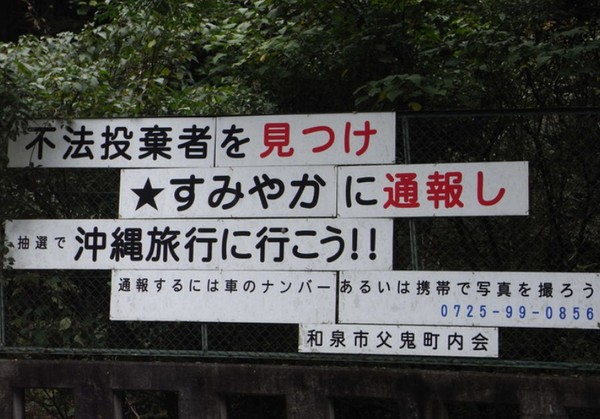 不法投棄者を見つけ
★すみやかに通報し
抽選で沖縄旅行に行こう!!
通報するには車のナンバーあるいは携帯で写真を撮ろう
0725-99-0856
和泉市父鬼町内会